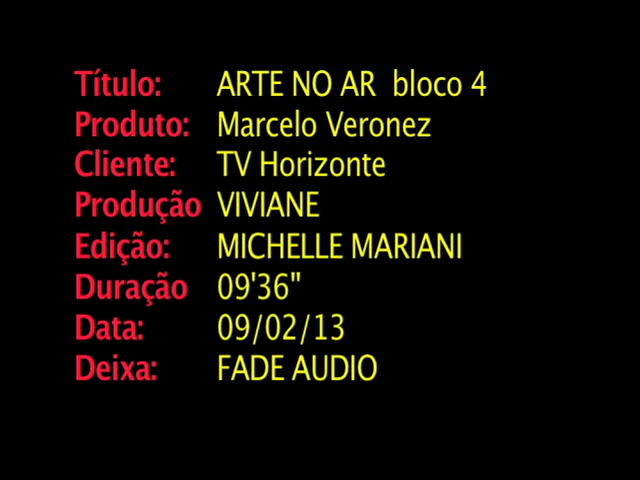 Título: ARTE NO AR bloco 4
Produto: Marcelo Veronez
Cliente: TV Horizonte
Produção VIVIANE
Edição: MICHELLE MARIANI
Duração 09'36"
Data: 09/02/13
Deixa: FADE AUDIO